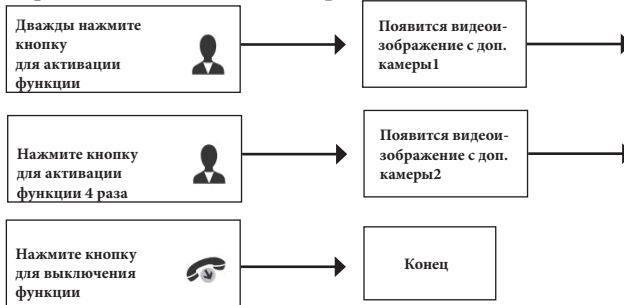 Дважды нажмите
кнопку
для активации
функции
Появится видеои-
зображение с доп.
камеры1
Нажмите кнопку
для активации
функции 4 раза
Появится видеои-
зображение с доп.
камеры2
Нажмите кнопку
для выключения
функции
Конец